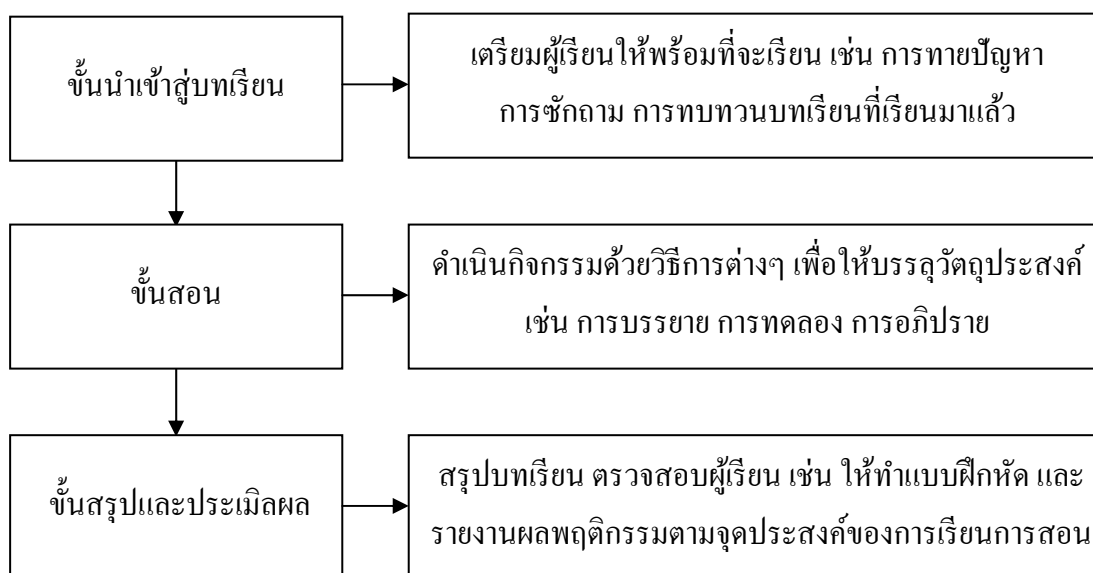 ขั้นนำเข้าสู่บทเรียน
เตรียมผู้เรียนให้พร้อมที่จะเรียน เช่น การทายปัญหา
การซักถาม การทบทวนบทเรียนที่เรียนมาแล้ว
ขั้นสอน
ดำเนินกิจกรรมด้วยวิธีการต่างๆ เพื่อให้บรรลุวัตถุประสงค์
เช่น การบรรยาย การทดลอง การอภิปราย
ขั้นสรุปและประเมิลผล
สรุปบทเรียน ตรวจสอบผู้เรียน เช่น ให้ทำแบบฝึกหัด และ
รายงานผลพฤติกรรมตามจุดประสงค์ของการเรียนการสอน